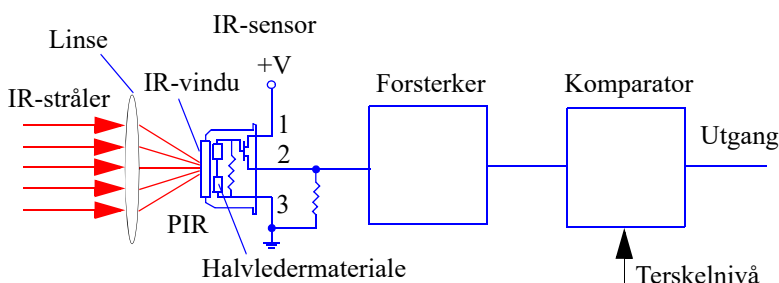 IR-sensor
Linse
+V
IR-vindu
Forsterker
Komparator
IR-stråler
1
Utgang
2
3
PIR
Halvledermateriale
Terskelnivå